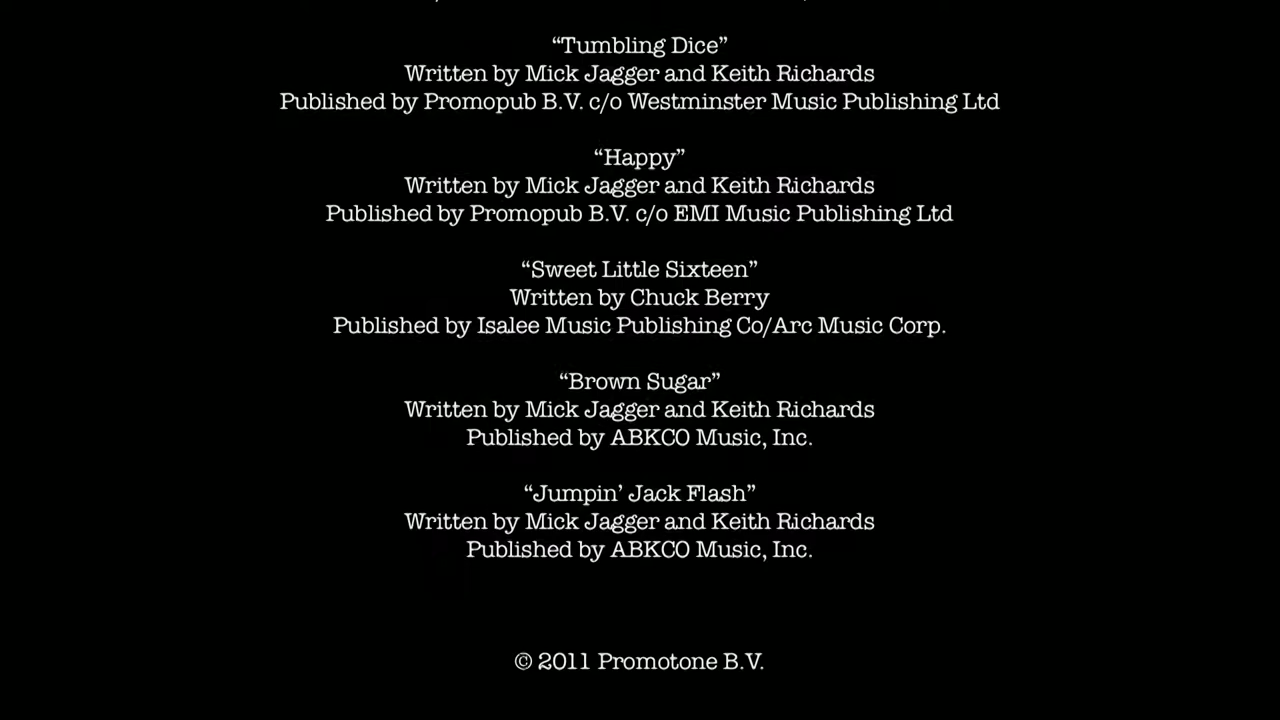 “Tumbling Dice”
Written by Mick Jagger and Keith Richards
Published by Promopub B.V. c/o Westminster Music Publishing Ltd
“Happy”
Written by Mick Jagger and Keith Richards
Published by Promopub B.V. c/o EMI Music Publishing Ltd
“Sweet Little Sixteen”
Written by Chuck Berry
Published by Isalee Music Publishing Co/Arc Music Corp.
“Brown Sugar”
Written by Mick Jagger and Keith Richards
Published by ABKCO Music, Inc.
“Jumpin’ Jack Flash”
Written by Mick Jagger and Keith Richards
Published by ABKCO Music, Inc.
© 2011 Promotone B.V.